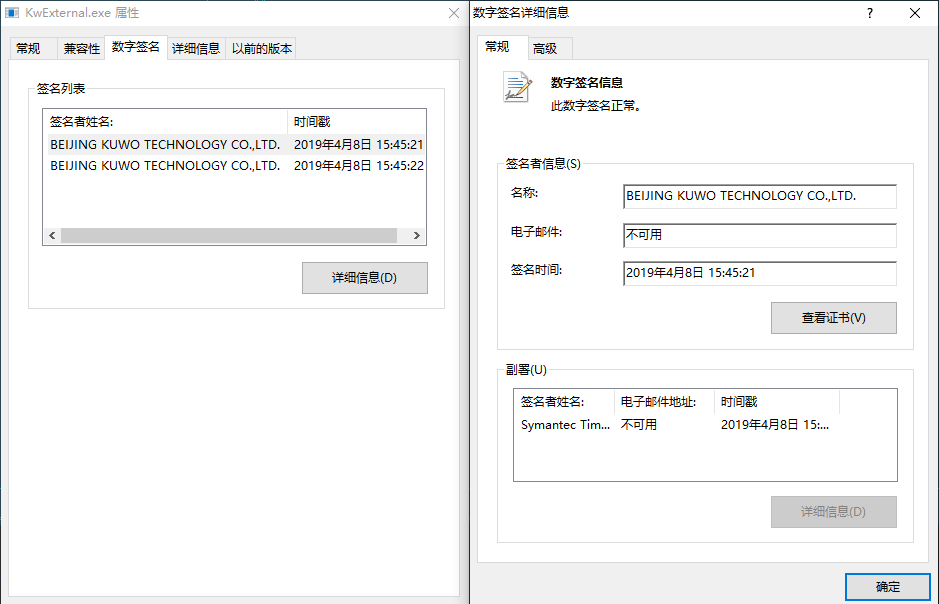 KwExternal.exe 属性
常规 兼容性 数字签名 详细信息 以前的版本
签名列表
签名者姓名: 时间戳
BEIJING KUWO TECHNOLOGY CO.,LTD. 2019年4月8日 15:45:21
BEIJING KUWO TECHNOLOGY CO.,LTD. 2019年4月8日 15:45:22
详细信息(D)
数字签名详细信息 ?
常规 高级
数字签名信息
此数字签名正常。
签名者信息(S)
名称: BEIJING KUWO TECHNOLOGY CO.,LTD.
电子邮件: 不可用
签名时间: 2019年4月8日 15:45:21
查看证书(V)
副署(U)
签名者姓名: 电子邮件地址: 时间戳
Symantec Tim... 不可用 2019年4月8日 15:...
详细信息(D)
确定